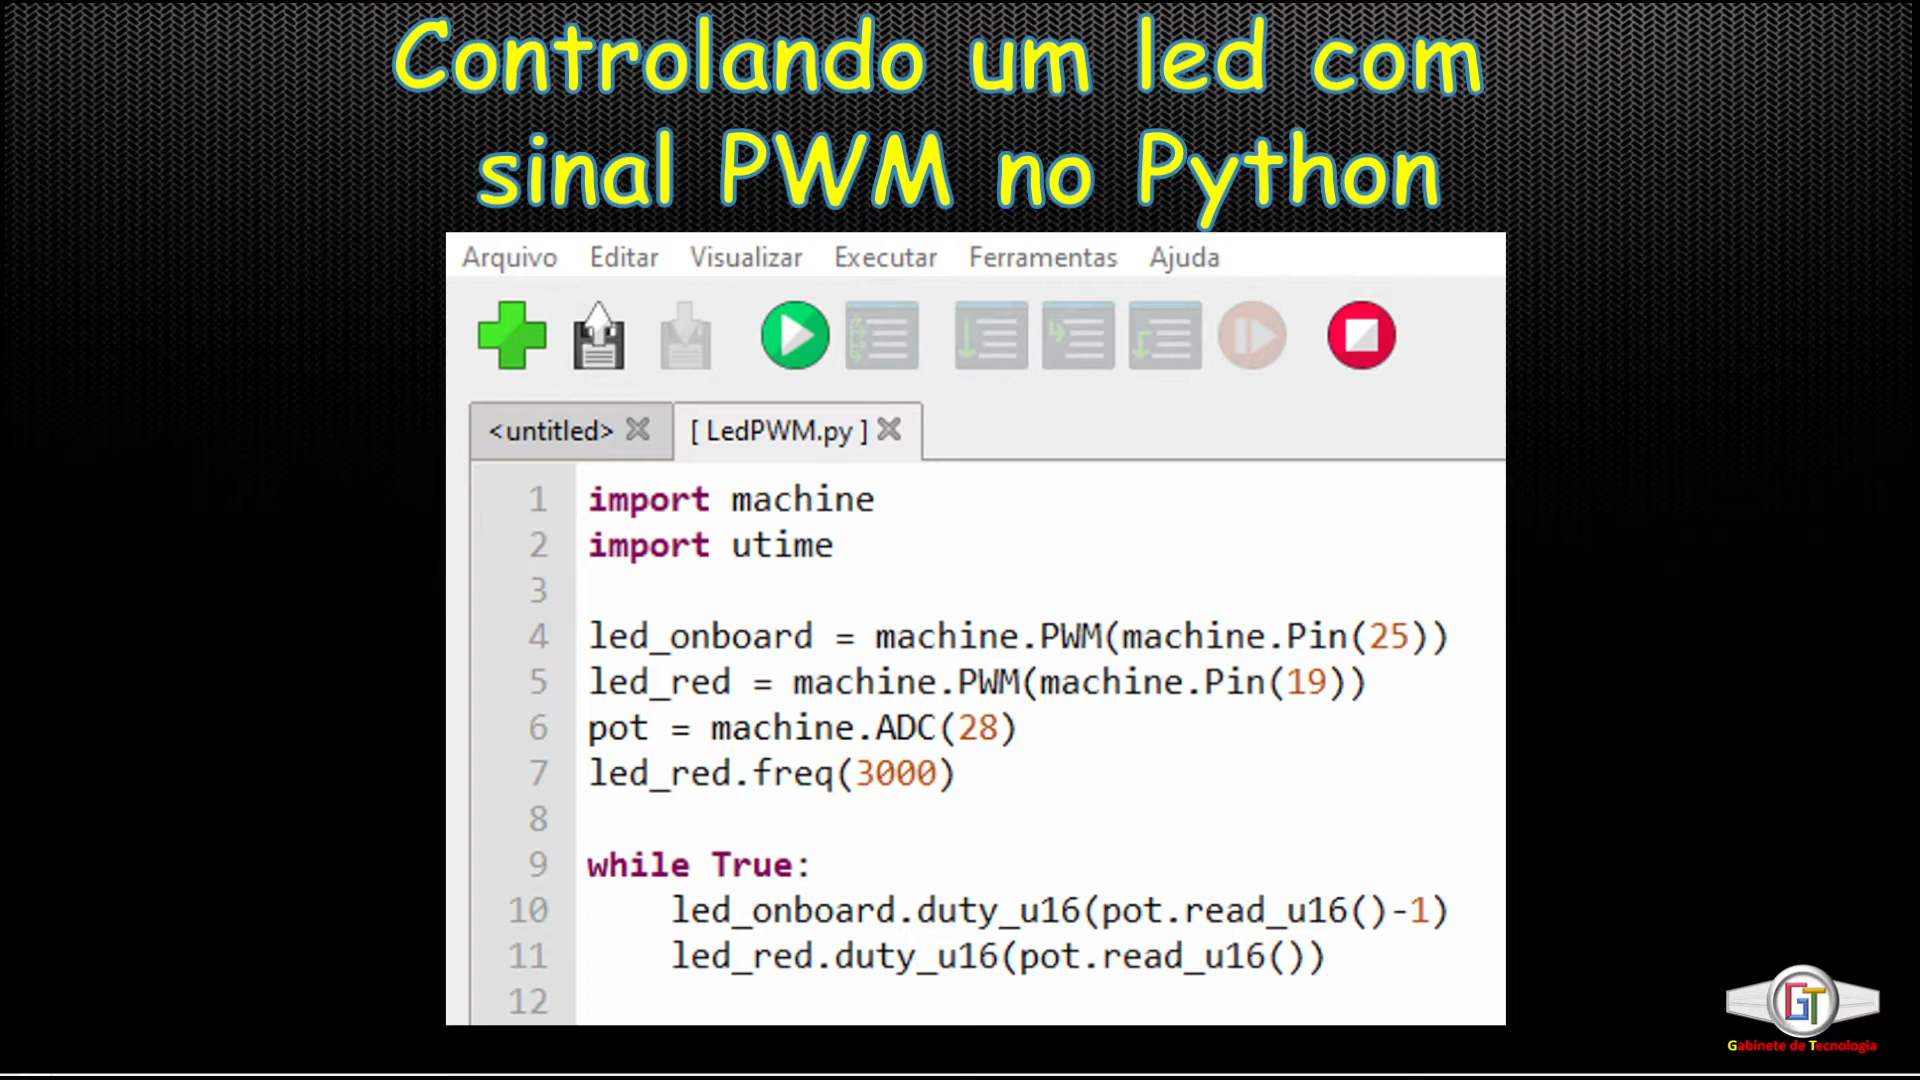 Controlando um led com
sinal PWM no Python
Arquivo Editar Visualizar Executar Ferramentas Ajuda
<untitled> [ LedPWM.py ]
1 import machine
2 import utime
3
4 led_onboard = machine.PWM(machine.Pin(25))
5 led_red = machine.PWM(machine.Pin(19))
6 pot = machine.ADC(28)
7 led_red.freq(3000)
8
9 while True:
10     led_onboard.duty_u16(pot.read_u16()-1)
11     led_red.duty_u16(pot.read_u16())
12
GT
Gabinete de Tecnologia